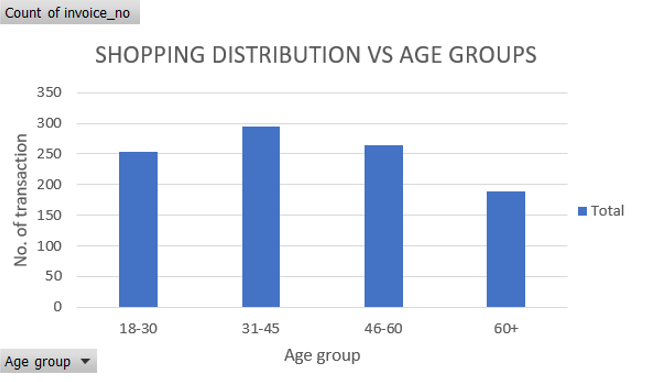 Count of invoice_no
SHOPPING DISTRIBUTION VS AGE GROUPS
No. of transaction
350
300
250
200
150
100
50
0
18-30
31-45
46-60
60+
Age group
Total
Age group